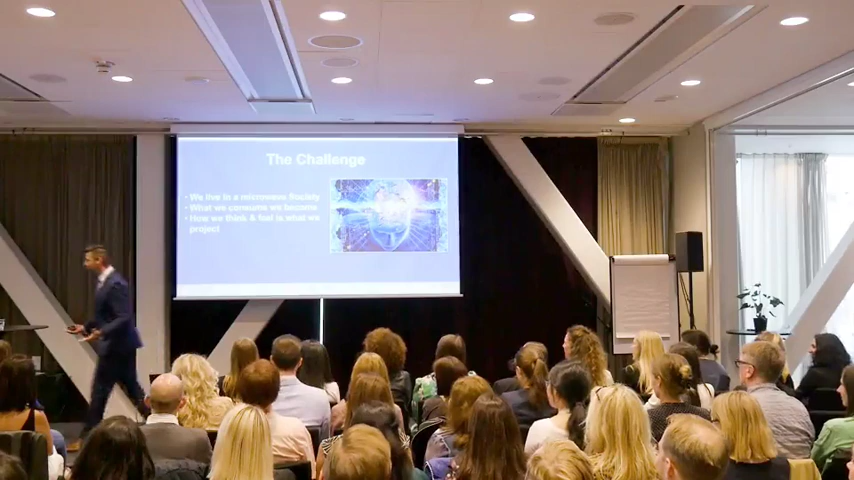 The Challenge
• We live in a microwave Society
• What we consume we become
• How we think & feel is what we
project